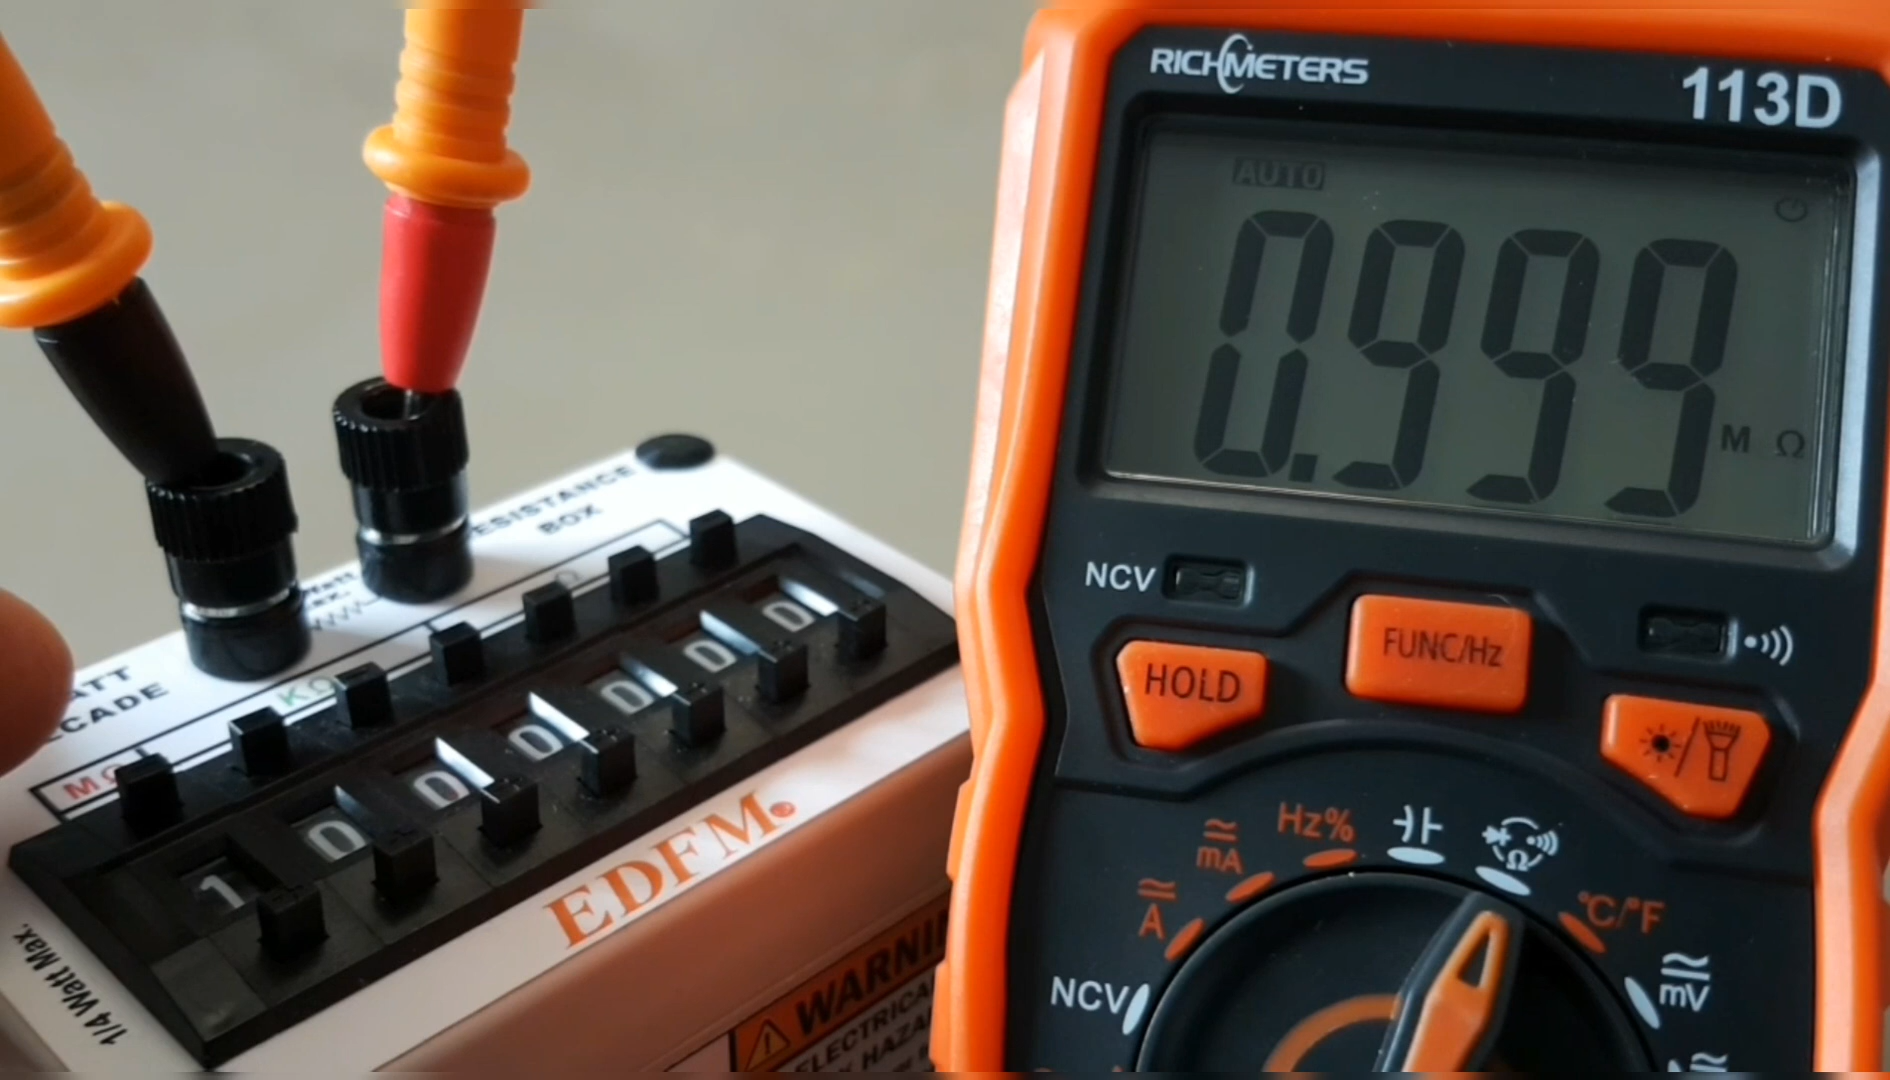 RICHMETERS
113D
AUTO
0.999
M Ω
NCV
HOLD
FUNC/Hz
Hz%
mA
A
Ω
°C/°F
mV
NCV
RESISTANCE
BOX
Ω
KΩ
MΩ
1 0 0 0 0 0 0
EDFM®
1/4 Watt Max.
WARNI
ELECTRICA
HAZA